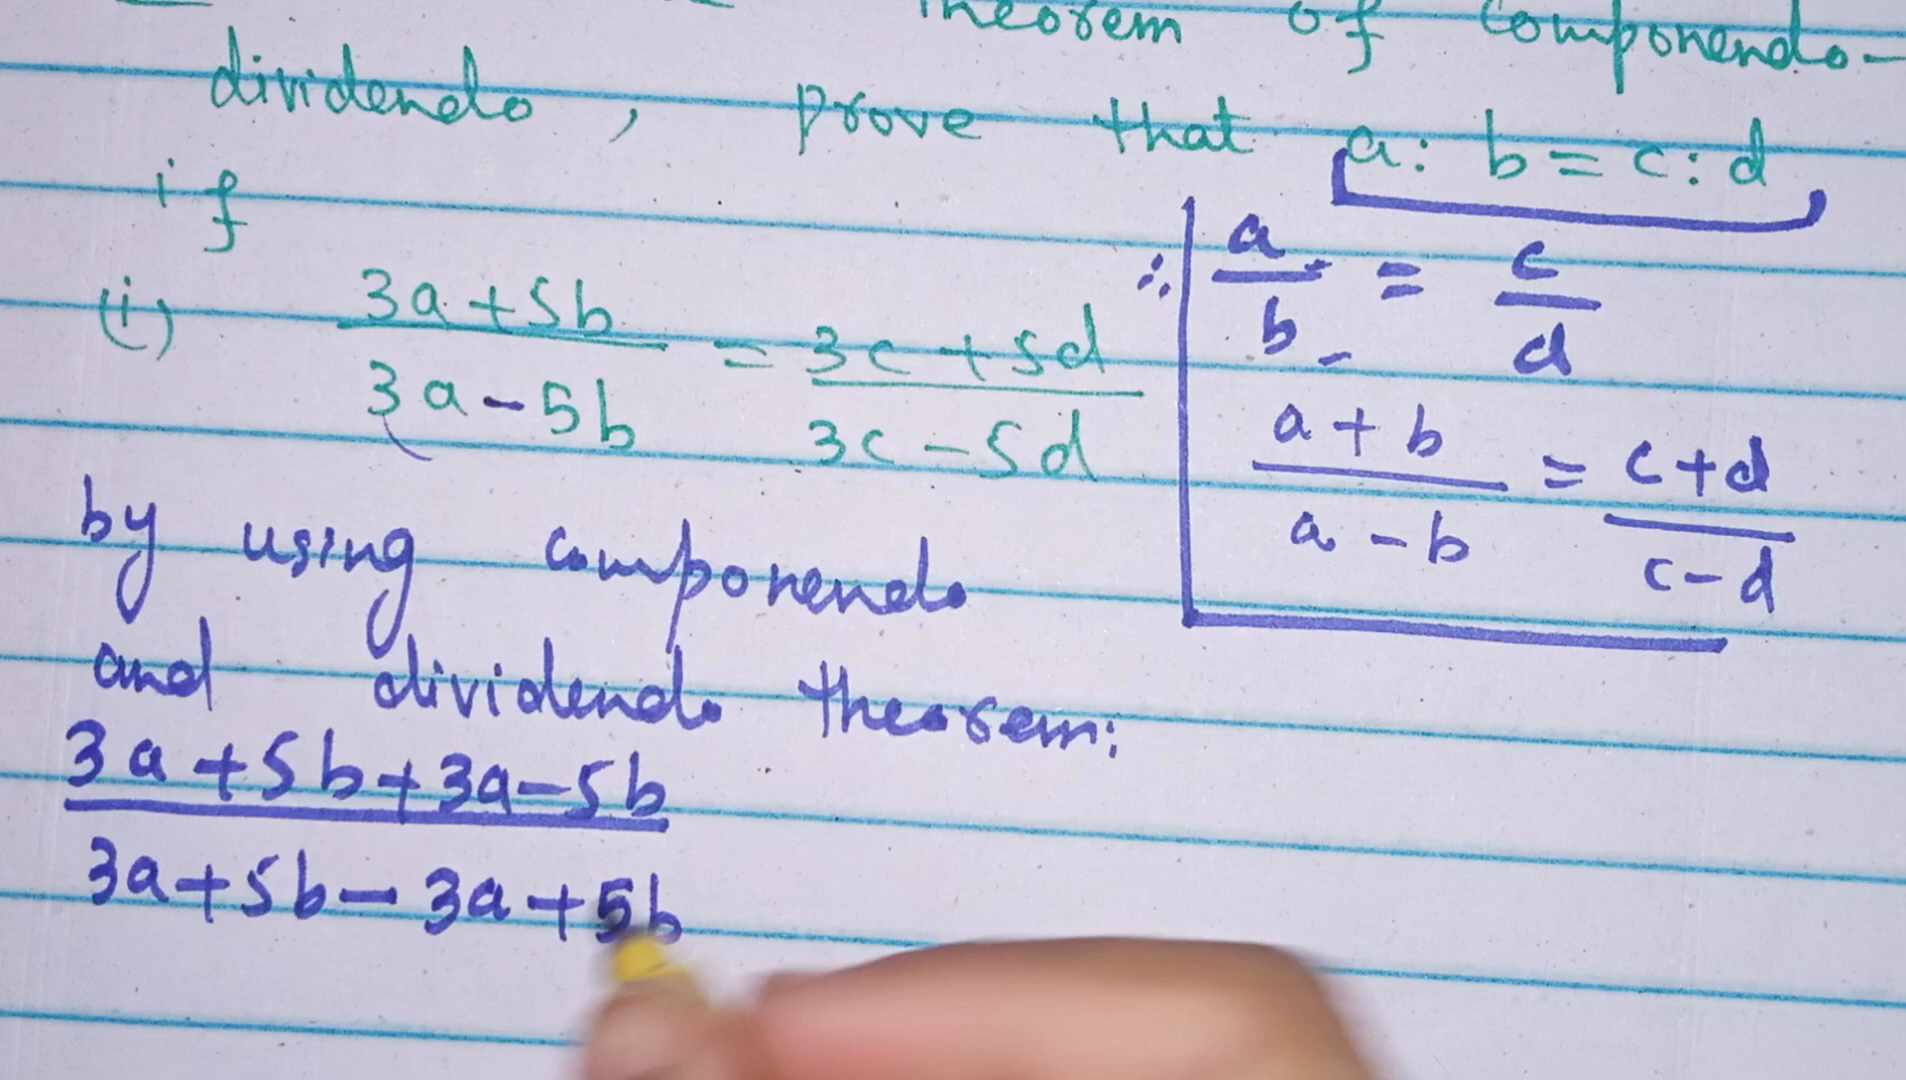 theorem of componendo-
dividendo, prove that a: b = c:d
if
(i) 3a+5b/3a-5b = 3c+5d/3c-5d
∴ a/b = c/d
a+b/a-b = c+d/c-d
by using componendo
and dividendo theorem:
3a+5b+3a-5b
3a+5b-3a+5b